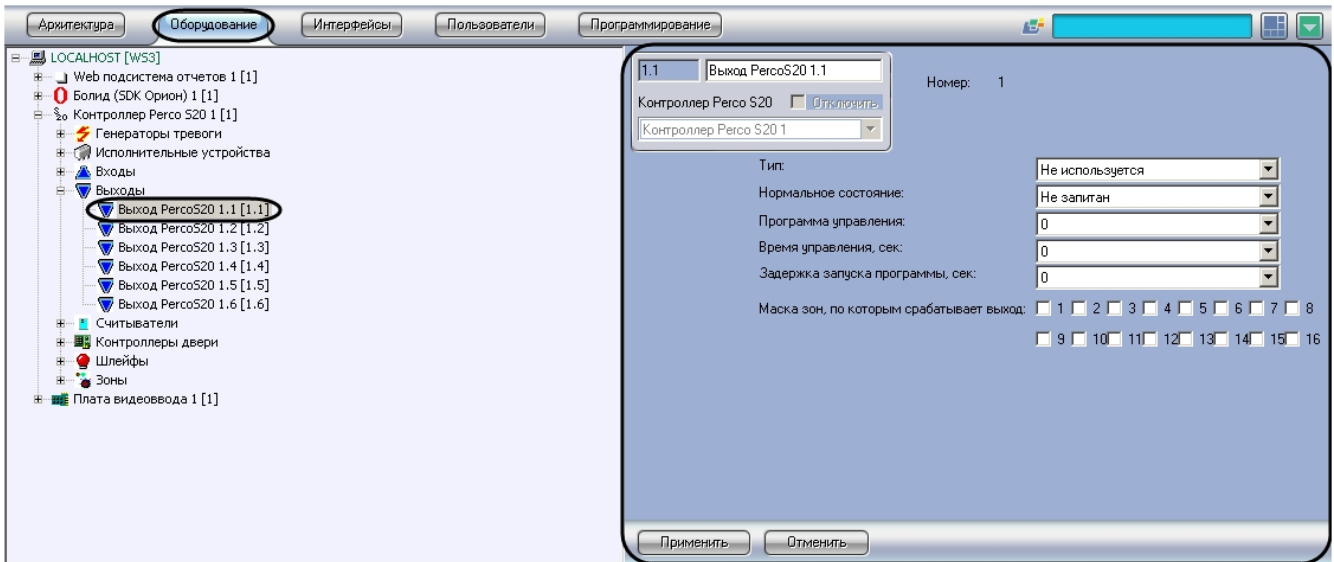 Архитектура Оборудование Интерфейсы Пользователи Программирование
LOCALHOST [WS3]
Web подсистема отчетов 1 [1]
Болид (SDK Орион) 1 [1]
Контроллер Perco S20 1 [1]
Генераторы тревоги
Исполнительные устройства
Входы
Выходы
Выход PercoS20 1.1 [1.1]
Выход PercoS20 1.2 [1.2]
Выход PercoS20 1.3 [1.3]
Выход PercoS20 1.4 [1.4]
Выход PercoS20 1.5 [1.5]
Выход PercoS20 1.6 [1.6]
Считыватели
Контроллеры двери
Шлейфы
Зоны
Плата видеоввода 1 [1]
1.1 Выход PercoS20 1.1
Номер: 1
Контроллер Perco S20 Отключить
Контроллер Perco S20 1
Тип: Не используется
Нормальное состояние: Не запитан
Программа управления: 0
Время управления, сек: 0
Задержка запуска программы, сек: 0
Маска зон, по которым срабатывает выход: 1 2 3 4 5 6 7 8
9 10 11 12 13 14 15 16
Применить Отменить